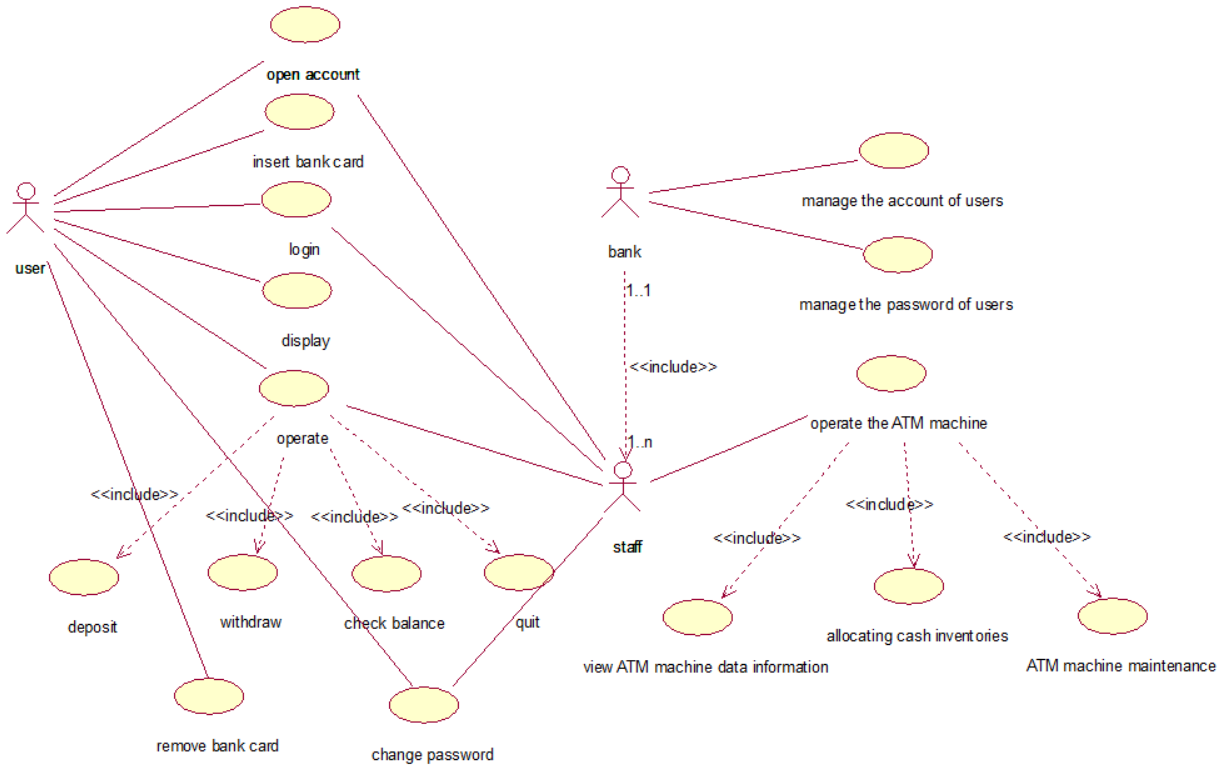 open account
insert bank card
manage the account of users
login
bank
user
1..1
manage the password of users
display
<<include>>
operate
1..n
operate the ATM machine
<<include>>
<<include>>
<<include>>
<<include>>
<<include>>
<<include>>
<<include>>
staff
deposit
withdraw
check balance
quit
view ATM machine data information
allocating cash inventories
ATM machine maintenance
remove bank card
change password